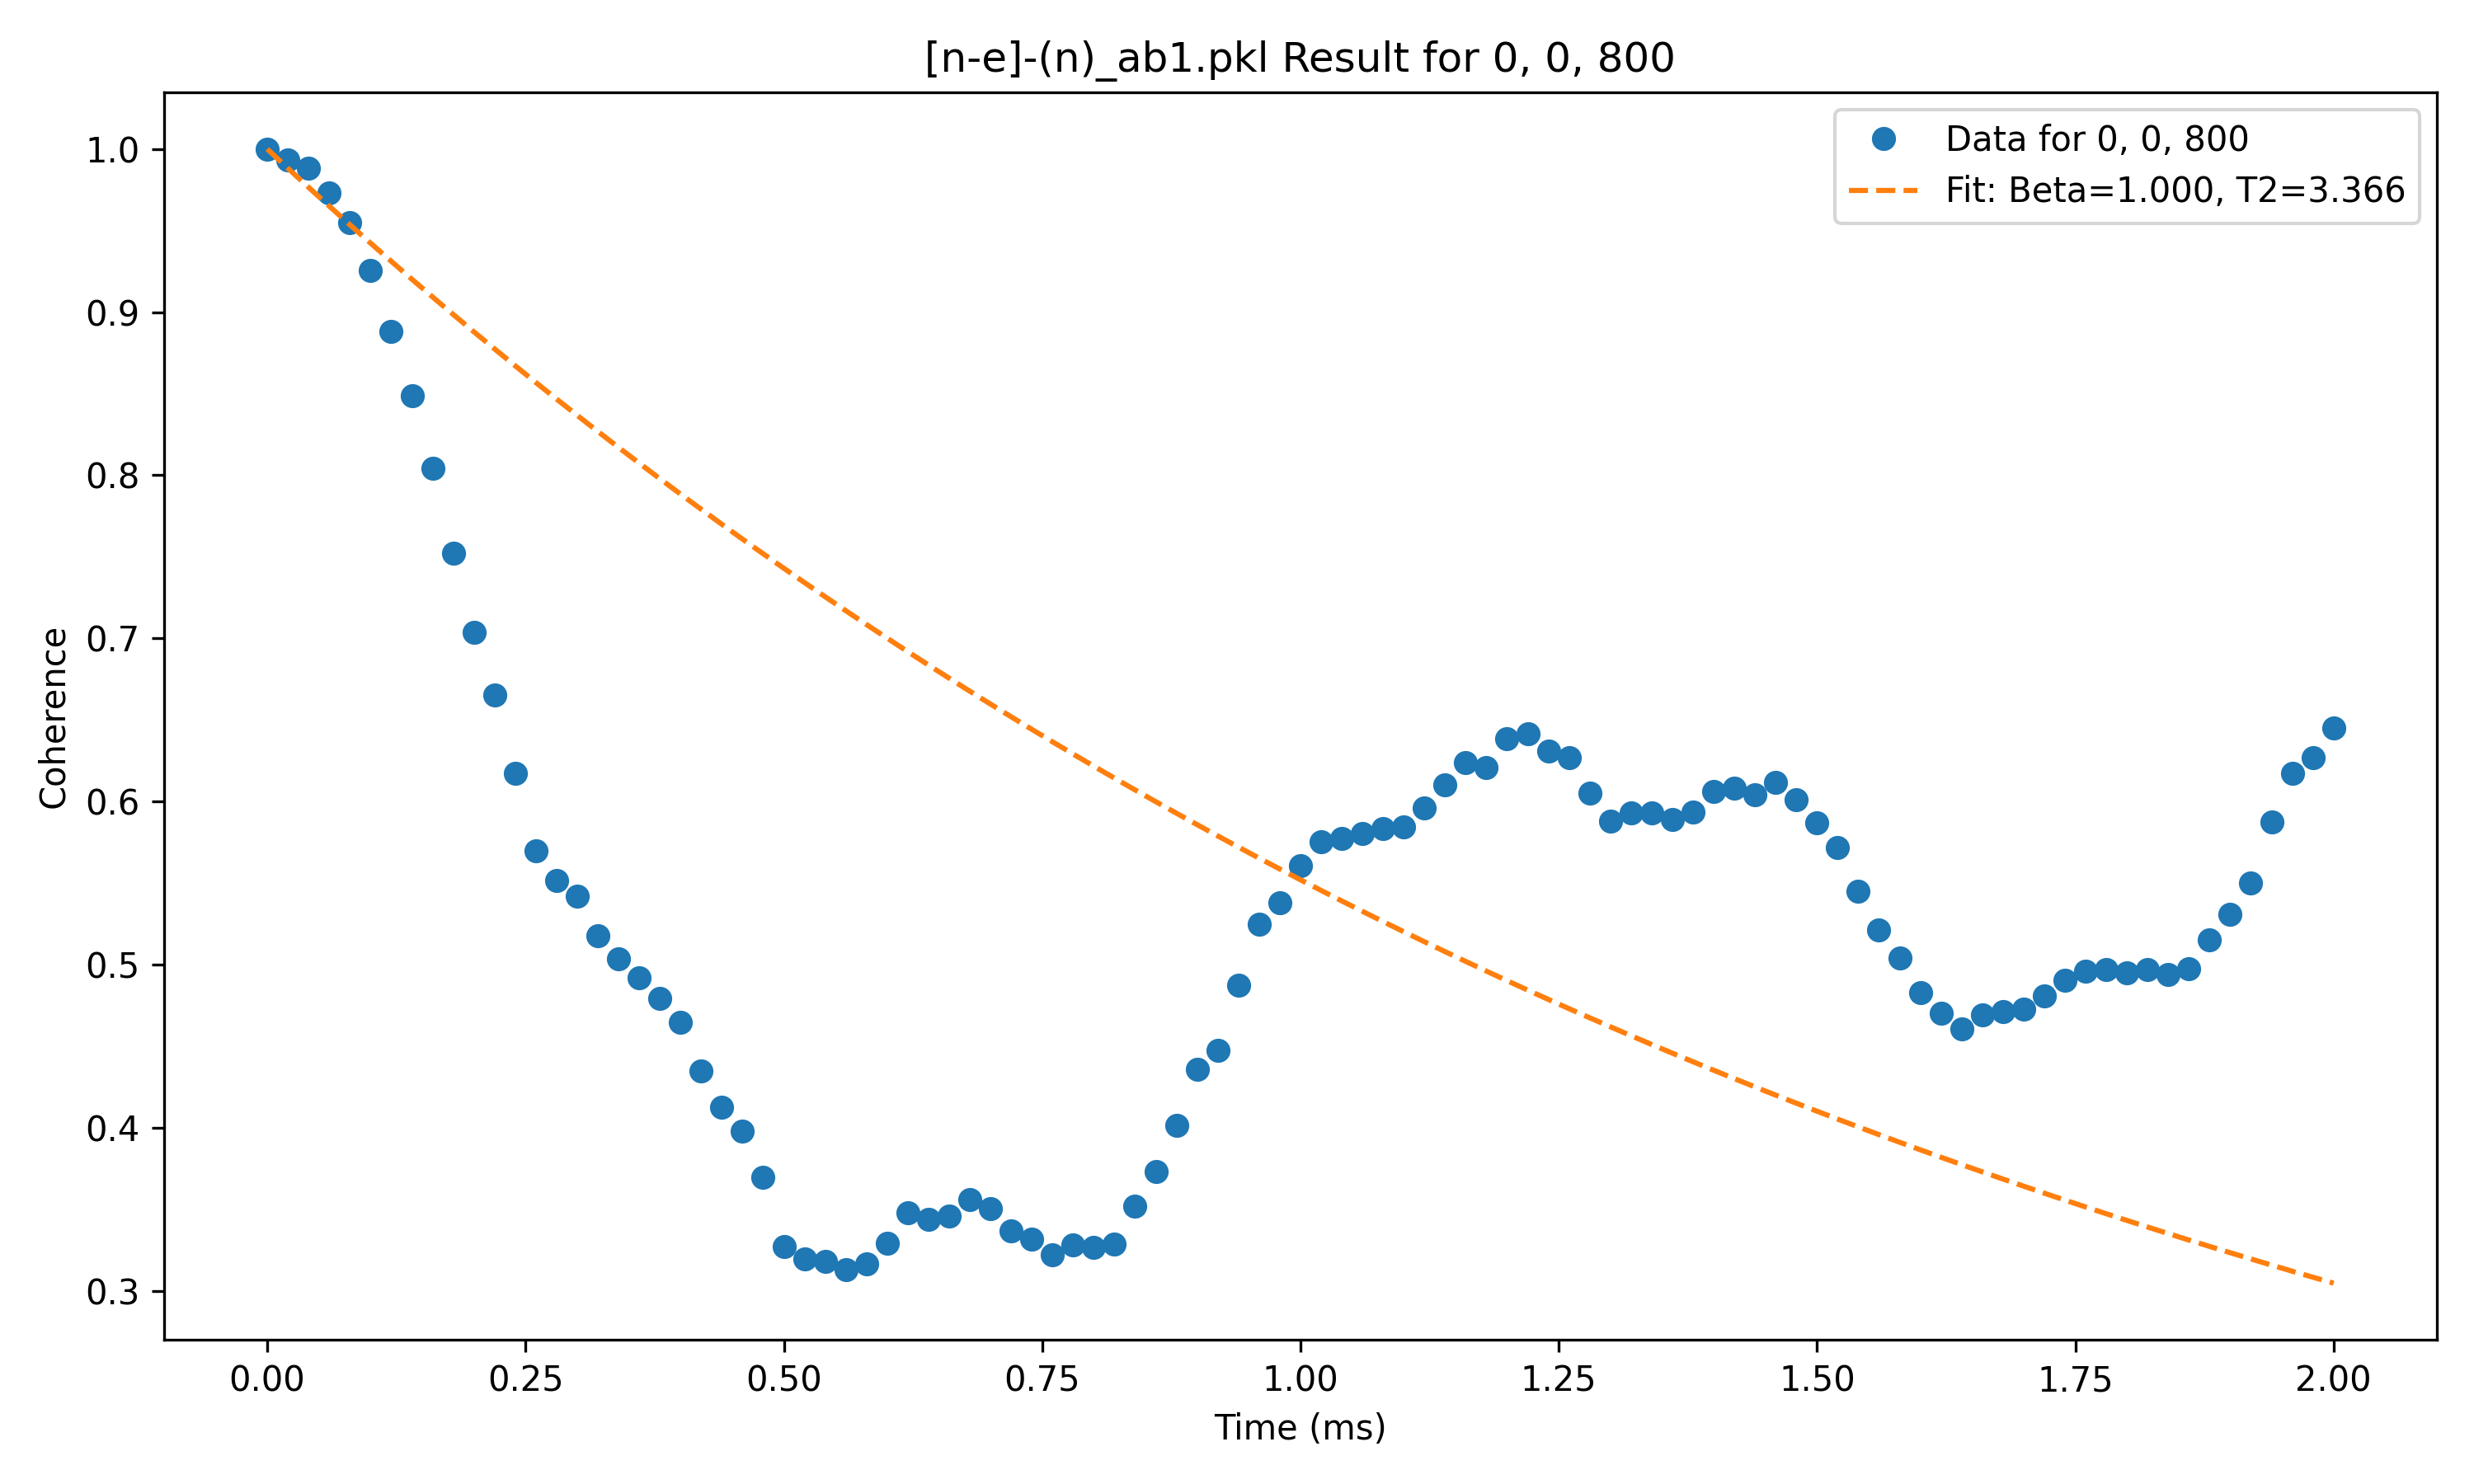 [n-e]-(n)_ab1.pkl Result for 0, 0, 800
Data for 0, 0, 800
Fit: Beta=1.000, T2=3.366
Coherence
1.0
0.9
0.8
0.7
0.6
0.5
0.4
0.3
0.00 0.25 0.50 0.75 1.00 1.25 1.50 1.75 2.00
Time (ms)